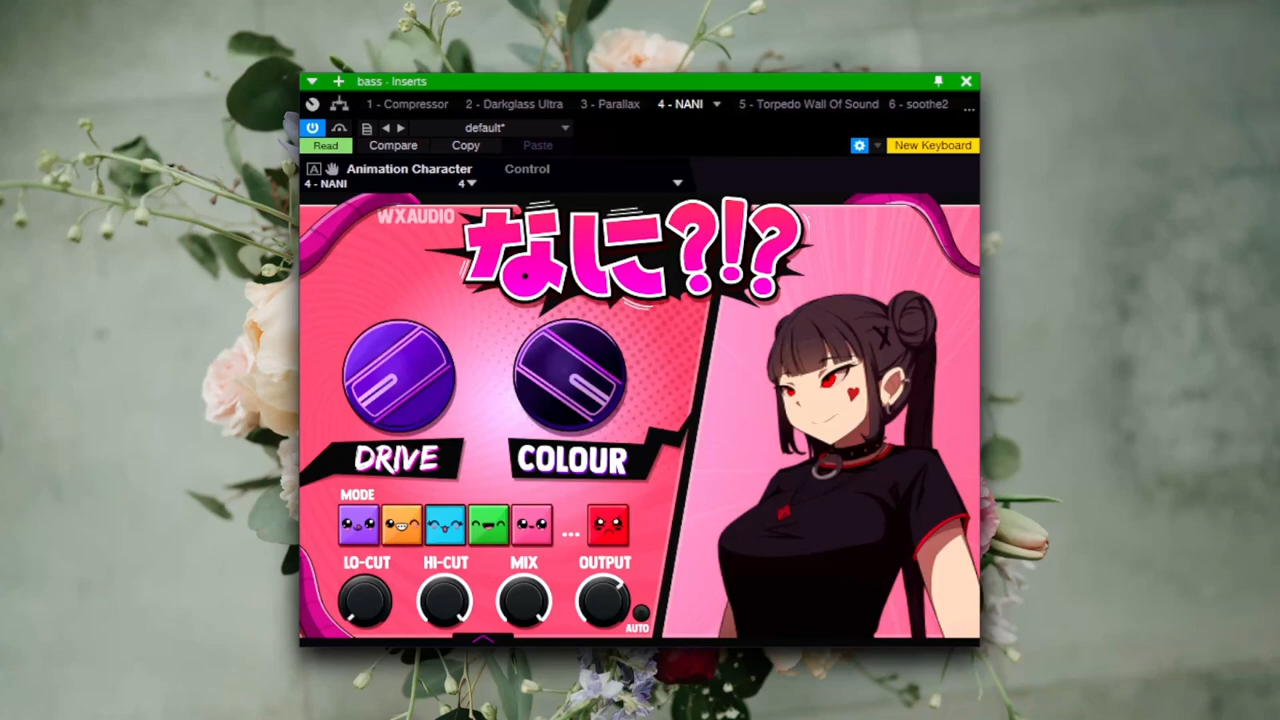 bass - Inserts
1 - Compressor 2 - Darkglass Ultra 3 - Parallax 4 - NANI 5 - Torpedo Wall Of Sound 6 - soothe2 ...
default*
Read Compare Copy Paste New Keyboard
A Animation Character Control
4 - NANI 4
WXAUDIO
なに?!?
DRIVE COLOUR
MODE
...
LO-CUT HI-CUT MIX OUTPUT
AUTO